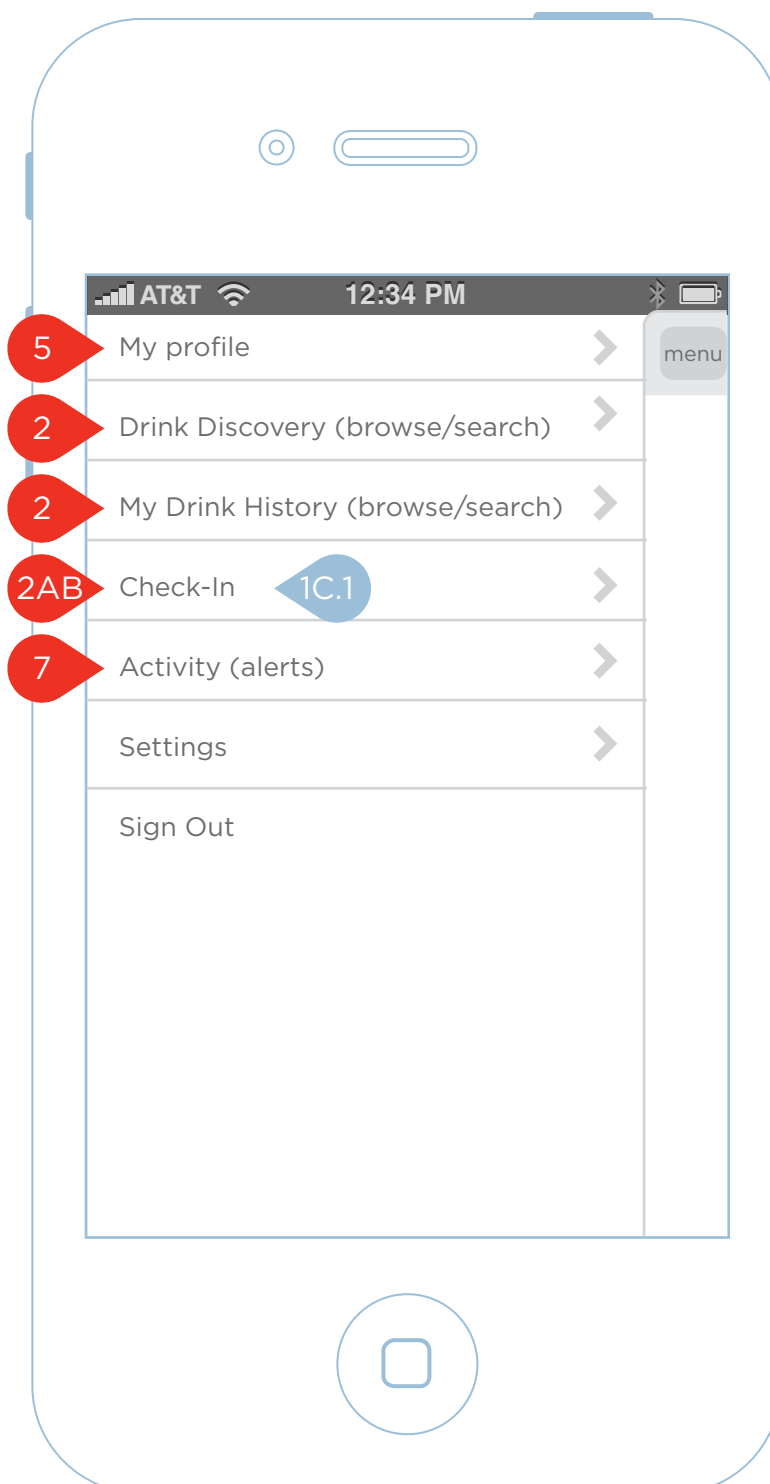 AT&T 12:34 PM
5 My profile menu
2 Drink Discovery (browse/search)
2 My Drink History (browse/search)
2AB Check-In 1C.1
7 Activity (alerts)
Settings
Sign Out